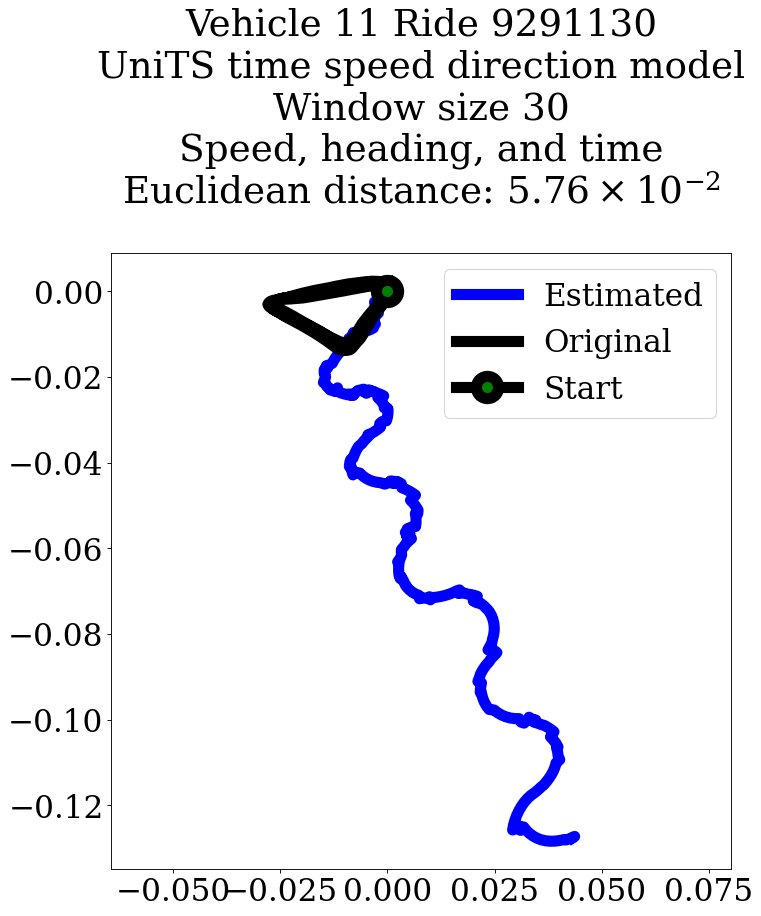 Vehicle 11 Ride 9291130
UniTS time speed direction model
Window size 30
Speed, heading, and time
Euclidean distance: 5.76 × 10⁻²
Estimated
Original
Start
0.00
−0.02
−0.04
−0.06
−0.08
−0.10
−0.12
−0.050 −0.025 0.000 0.025 0.050 0.075